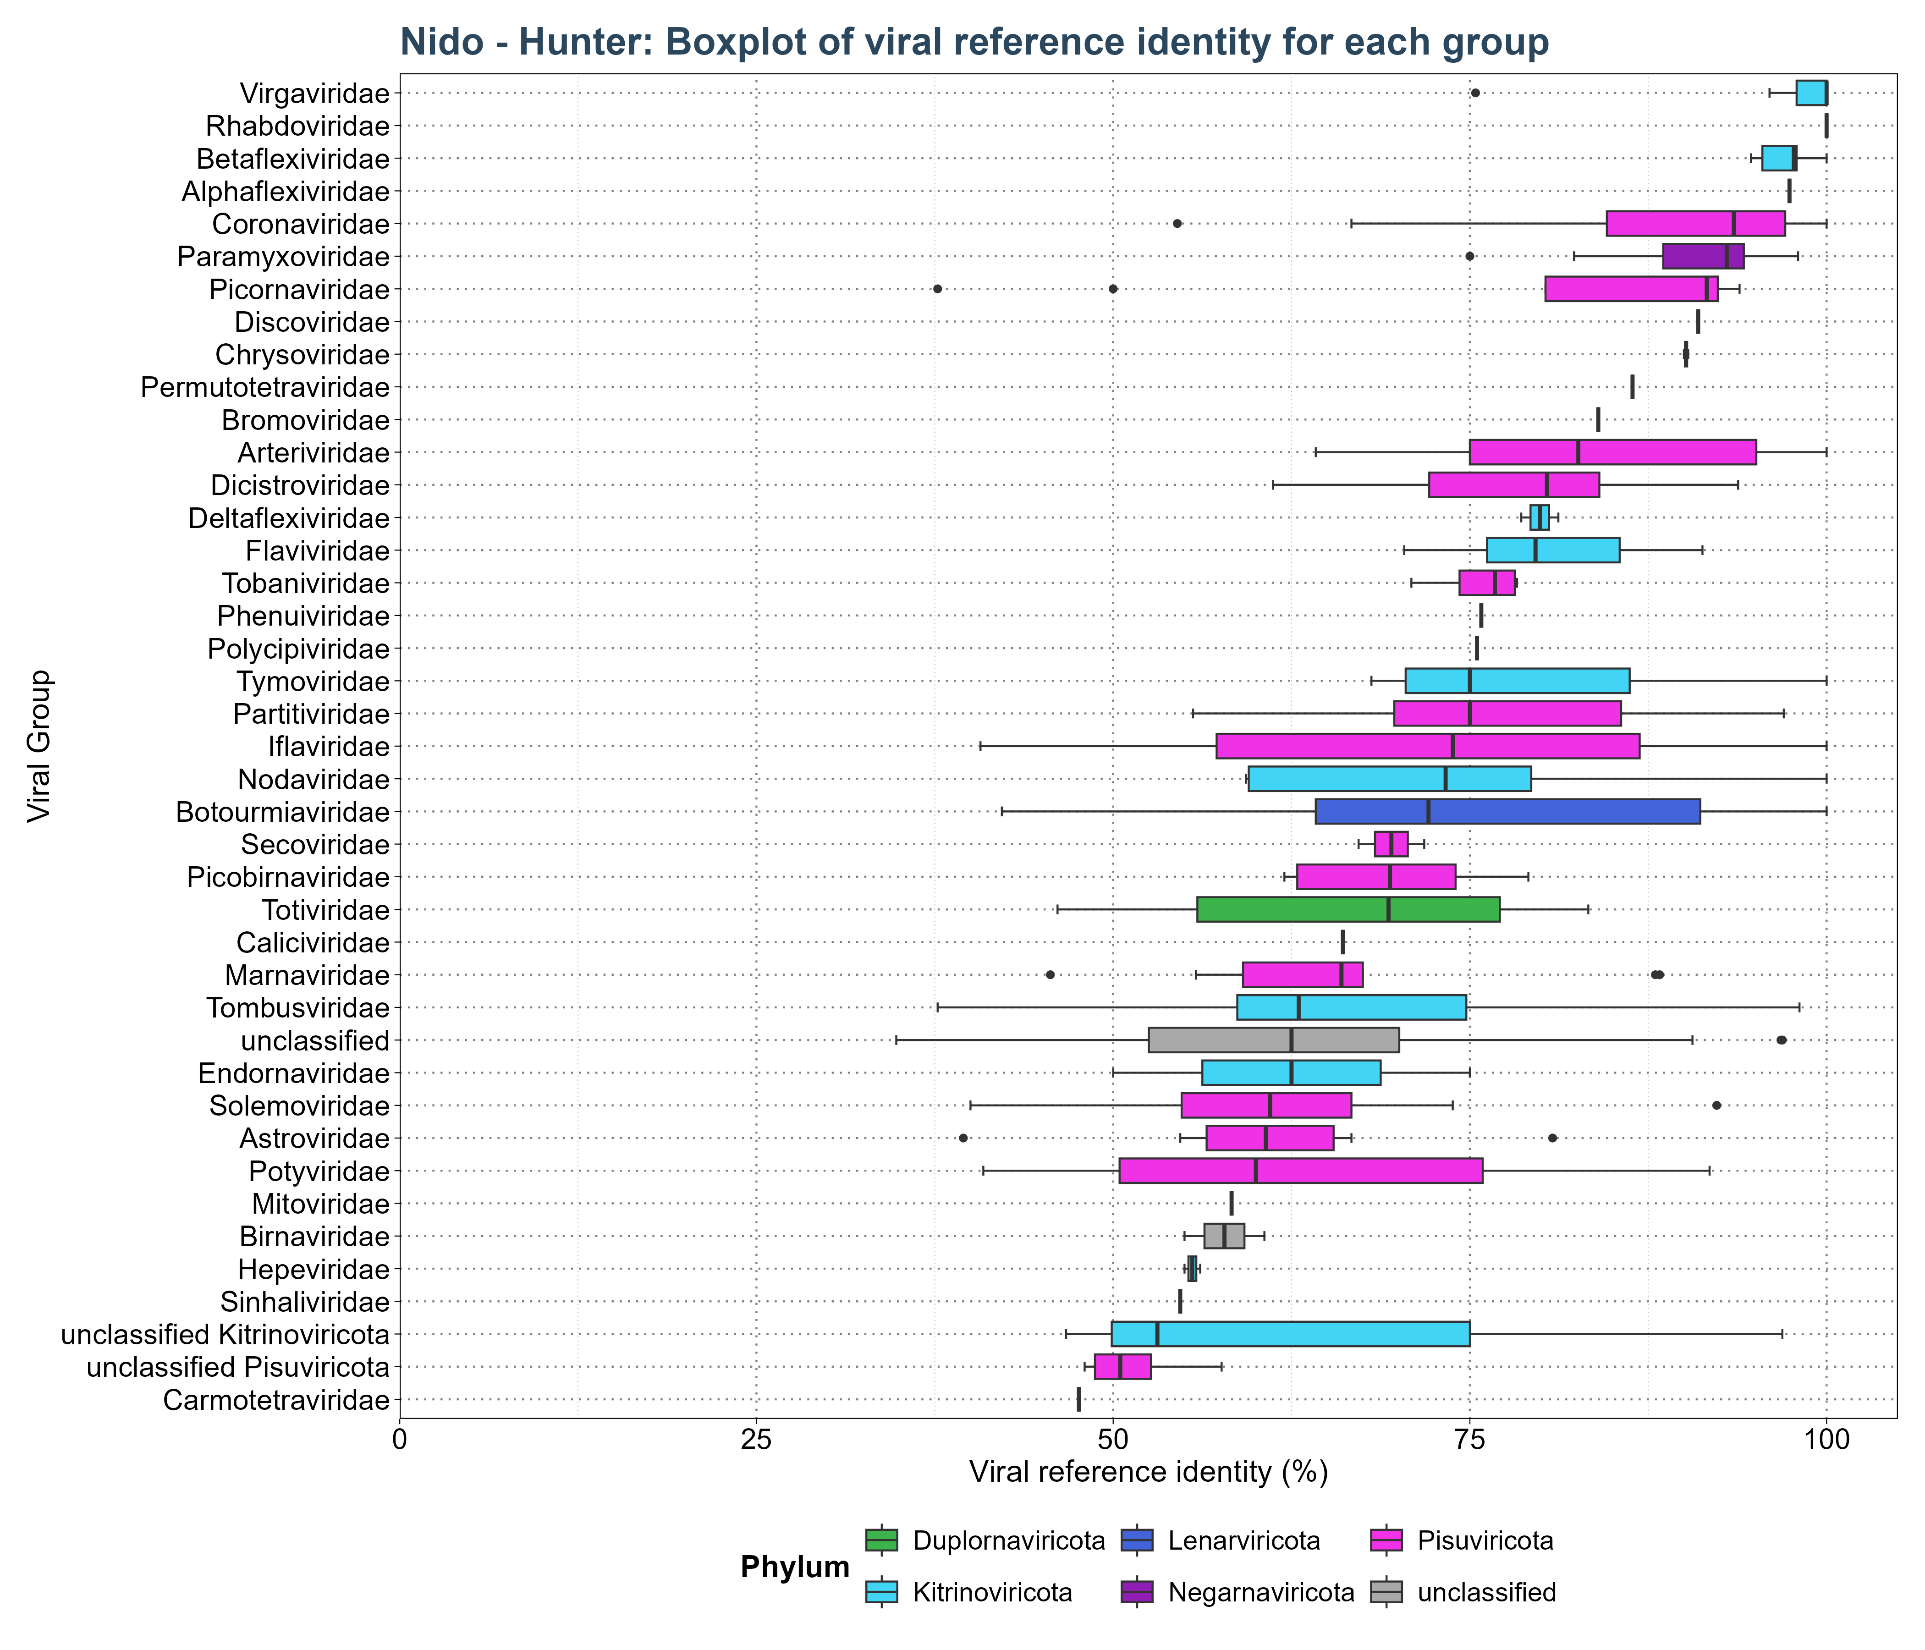 Nido - Hunter: Boxplot of viral reference identity for each group
Virgaviridae
Rhabdoviridae
Betaflexiviridae
Alphaflexiviridae
Coronaviridae
Paramyxoviridae
Picornaviridae
Discoviridae
Chrysoviridae
Permutotetraviridae
Bromoviridae
Arteriviridae
Dicistroviridae
Deltaflexiviridae
Flaviviridae
Tobaniviridae
Phenuiviridae
Polycipiviridae
Tymoviridae
Partitiviridae
Iflaviridae
Nodaviridae
Botourmiaviridae
Secoviridae
Picobirnaviridae
Totiviridae
Caliciviridae
Marnaviridae
Tombusviridae
unclassified
Endornaviridae
Solemoviridae
Astroviridae
Potyviridae
Mitoviridae
Birnaviridae
Hepeviridae
Sinhaliviridae
unclassified Kitrinoviricota
unclassified Pisuviricota
Carmotetraviridae
Viral Group
0 25 50 75 100
Viral reference identity (%)
Phylum
Duplornaviricota Lenarviricota Pisuviricota
Kitrinoviricota Negarnaviricota unclassified